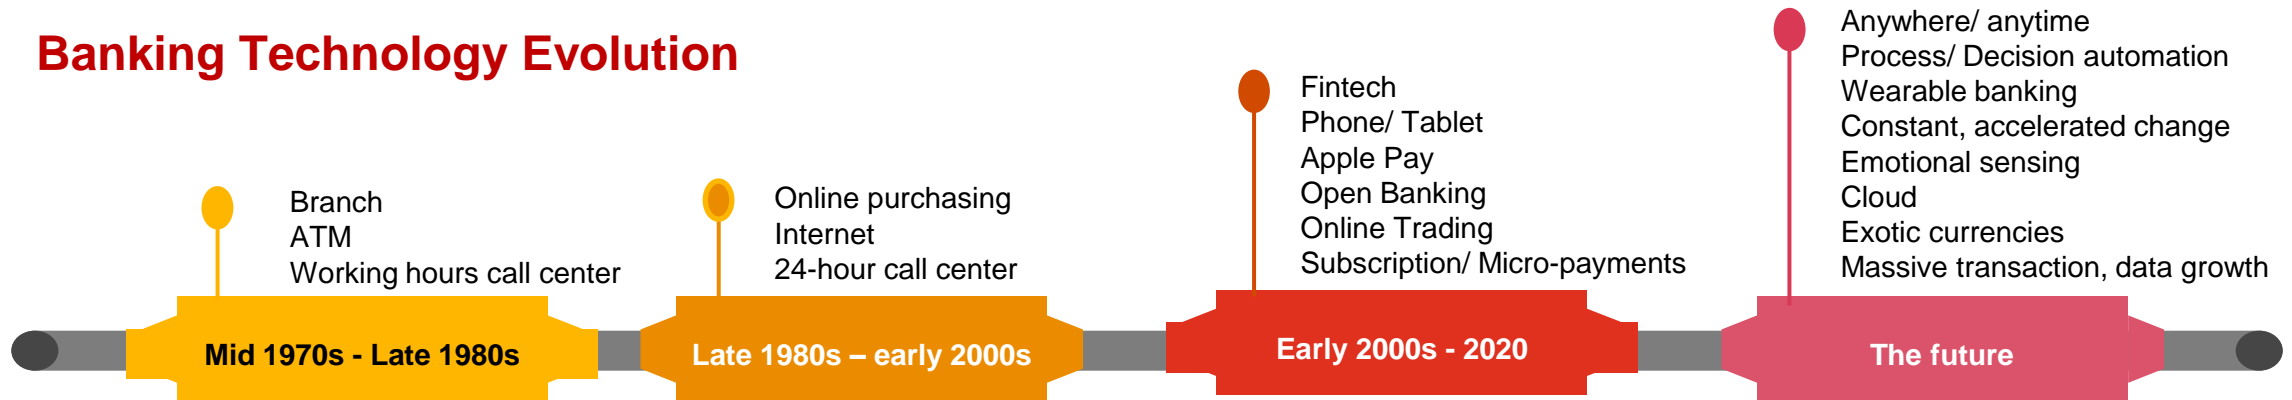 Banking Technology Evolution
Branch
ATM
Working hours call center
Mid 1970s - Late 1980s
Online purchasing
Internet
24-hour call center
Late 1980s – early 2000s
Fintech
Phone/ Tablet
Apple Pay
Open Banking
Online Trading
Subscription/ Micro-payments
Early 2000s - 2020
Anywhere/ anytime
Process/ Decision automation
Wearable banking
Constant, accelerated change
Emotional sensing
Cloud
Exotic currencies
Massive transaction, data growth
The future